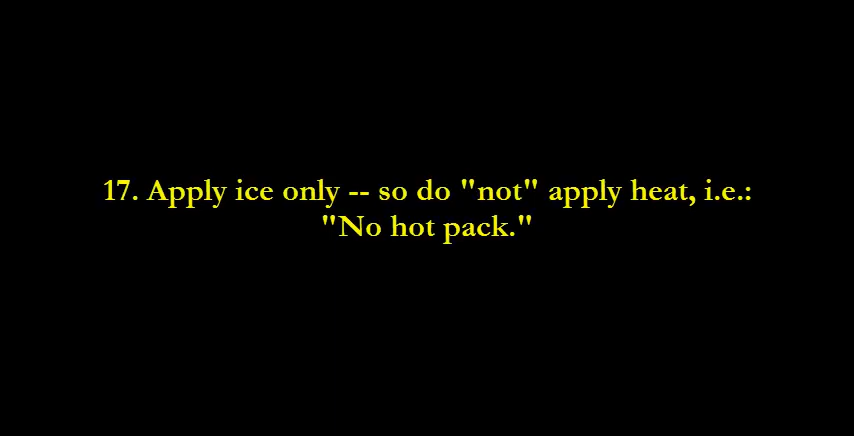 17. Apply ice only -- so do "not" apply heat, i.e.:
"No hot pack."